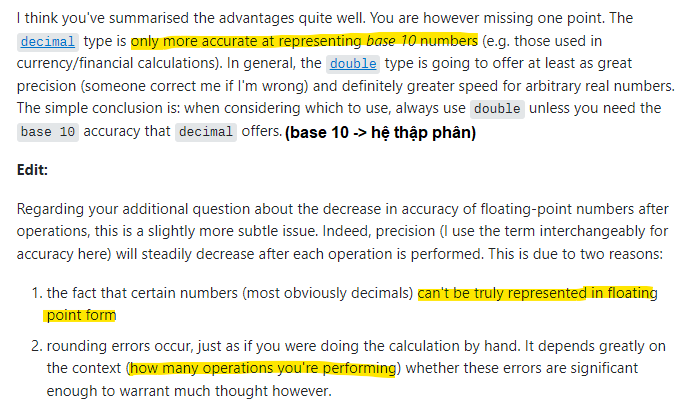 I think you've summarised the advantages quite well. You are however missing one point. The
decimal type is only more accurate at representing base 10 numbers (e.g. those used in
currency/financial calculations). In general, the double type is going to offer at least as great
precision (someone correct me if I'm wrong) and definitely greater speed for arbitrary real numbers.
The simple conclusion is: when considering which to use, always use double unless you need the
base 10 accuracy that decimal offers. (base 10 -> hệ thập phân)
Edit:
Regarding your additional question about the decrease in accuracy of floating-point numbers after
operations, this is a slightly more subtle issue. Indeed, precision (I use the term interchangeably for
accuracy here) will steadily decrease after each operation is performed. This is due to two reasons:
1. the fact that certain numbers (most obviously decimals) can't be truly represented in floating
point form
2. rounding errors occur, just as if you were doing the calculation by hand. It depends greatly on
the context (how many operations you're performing) whether these errors are significant
enough to warrant much thought however.